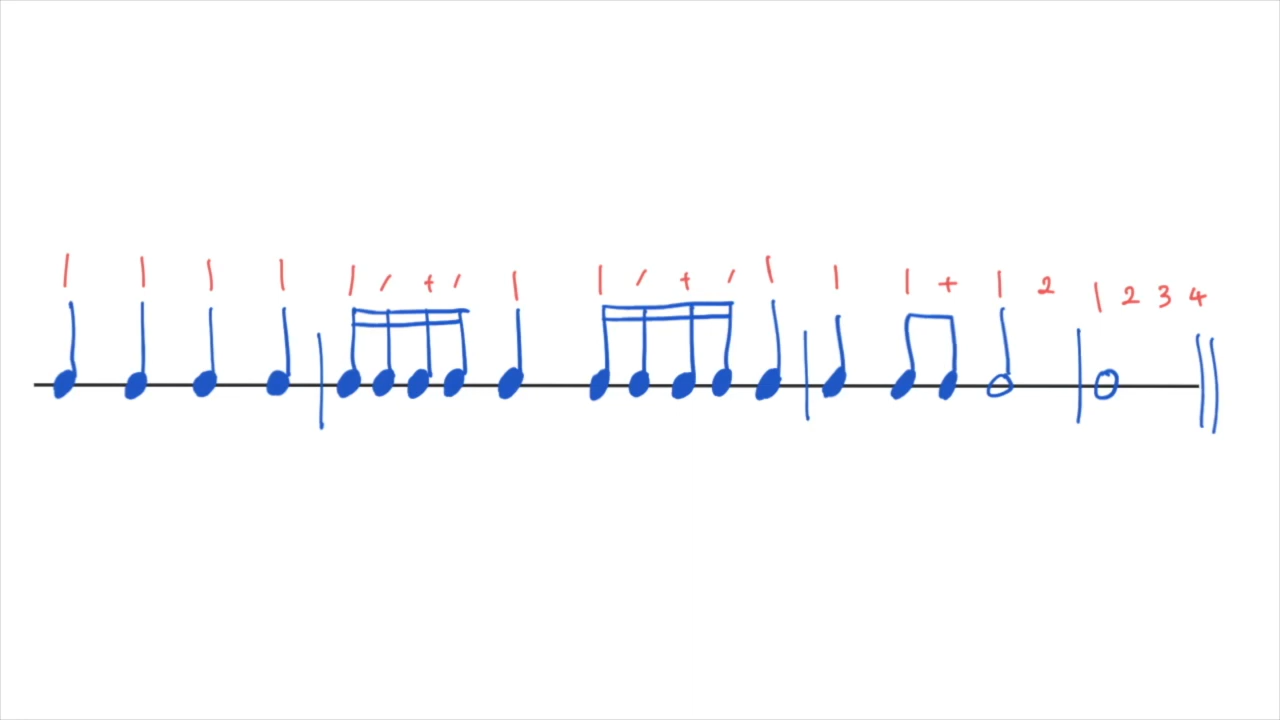 1 1 1 1 1 ′ + ′ 1 1 ′ + ′ 1 1 1 + 1 2 1 2 3 4